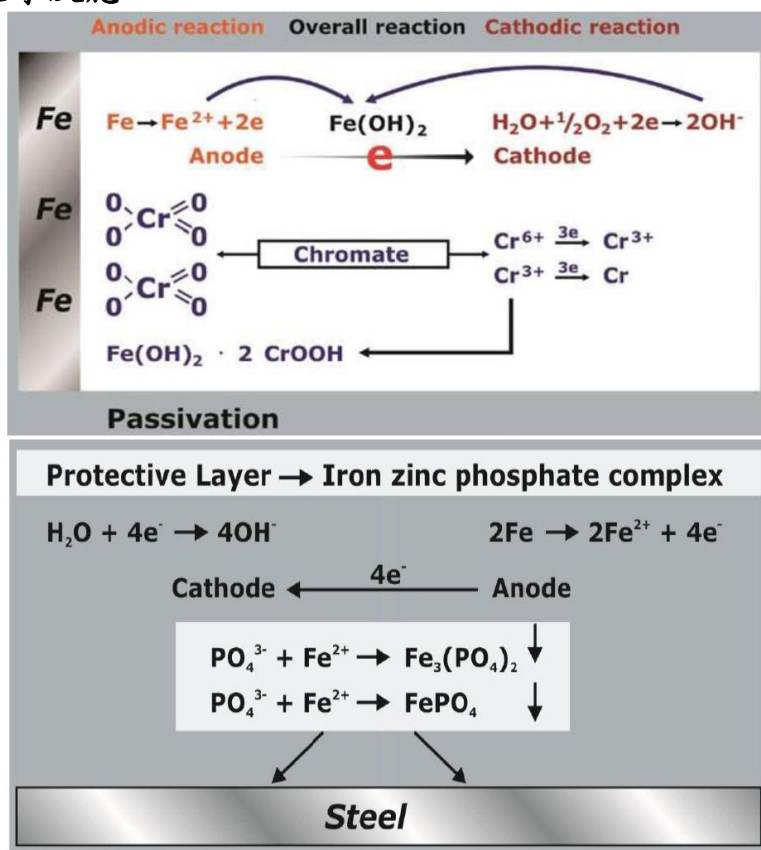 Anodic reaction Overall reaction Cathodic reaction
Fe Fe→Fe²⁺+2e Fe(OH)₂ H₂O+½O₂+2e→2OH⁻
Anode e Cathode
Fe
O O
Cr
O O
Chromate
Cr⁶⁺ 3e→ Cr³⁺
Cr³⁺ 3e→ Cr
Fe
O O
Cr
O O
Fe(OH)₂ · 2 CrOOH
Passivation
Protective Layer → Iron zinc phosphate complex
H₂O + 4e⁻ → 4OH⁻ 2Fe → 2Fe²⁺ + 4e⁻
Cathode 4e⁻ Anode
PO₄³⁻ + Fe²⁺ → Fe₃(PO₄)₂ ↓
PO₄³⁻ + Fe²⁺ → FePO₄ ↓
Steel